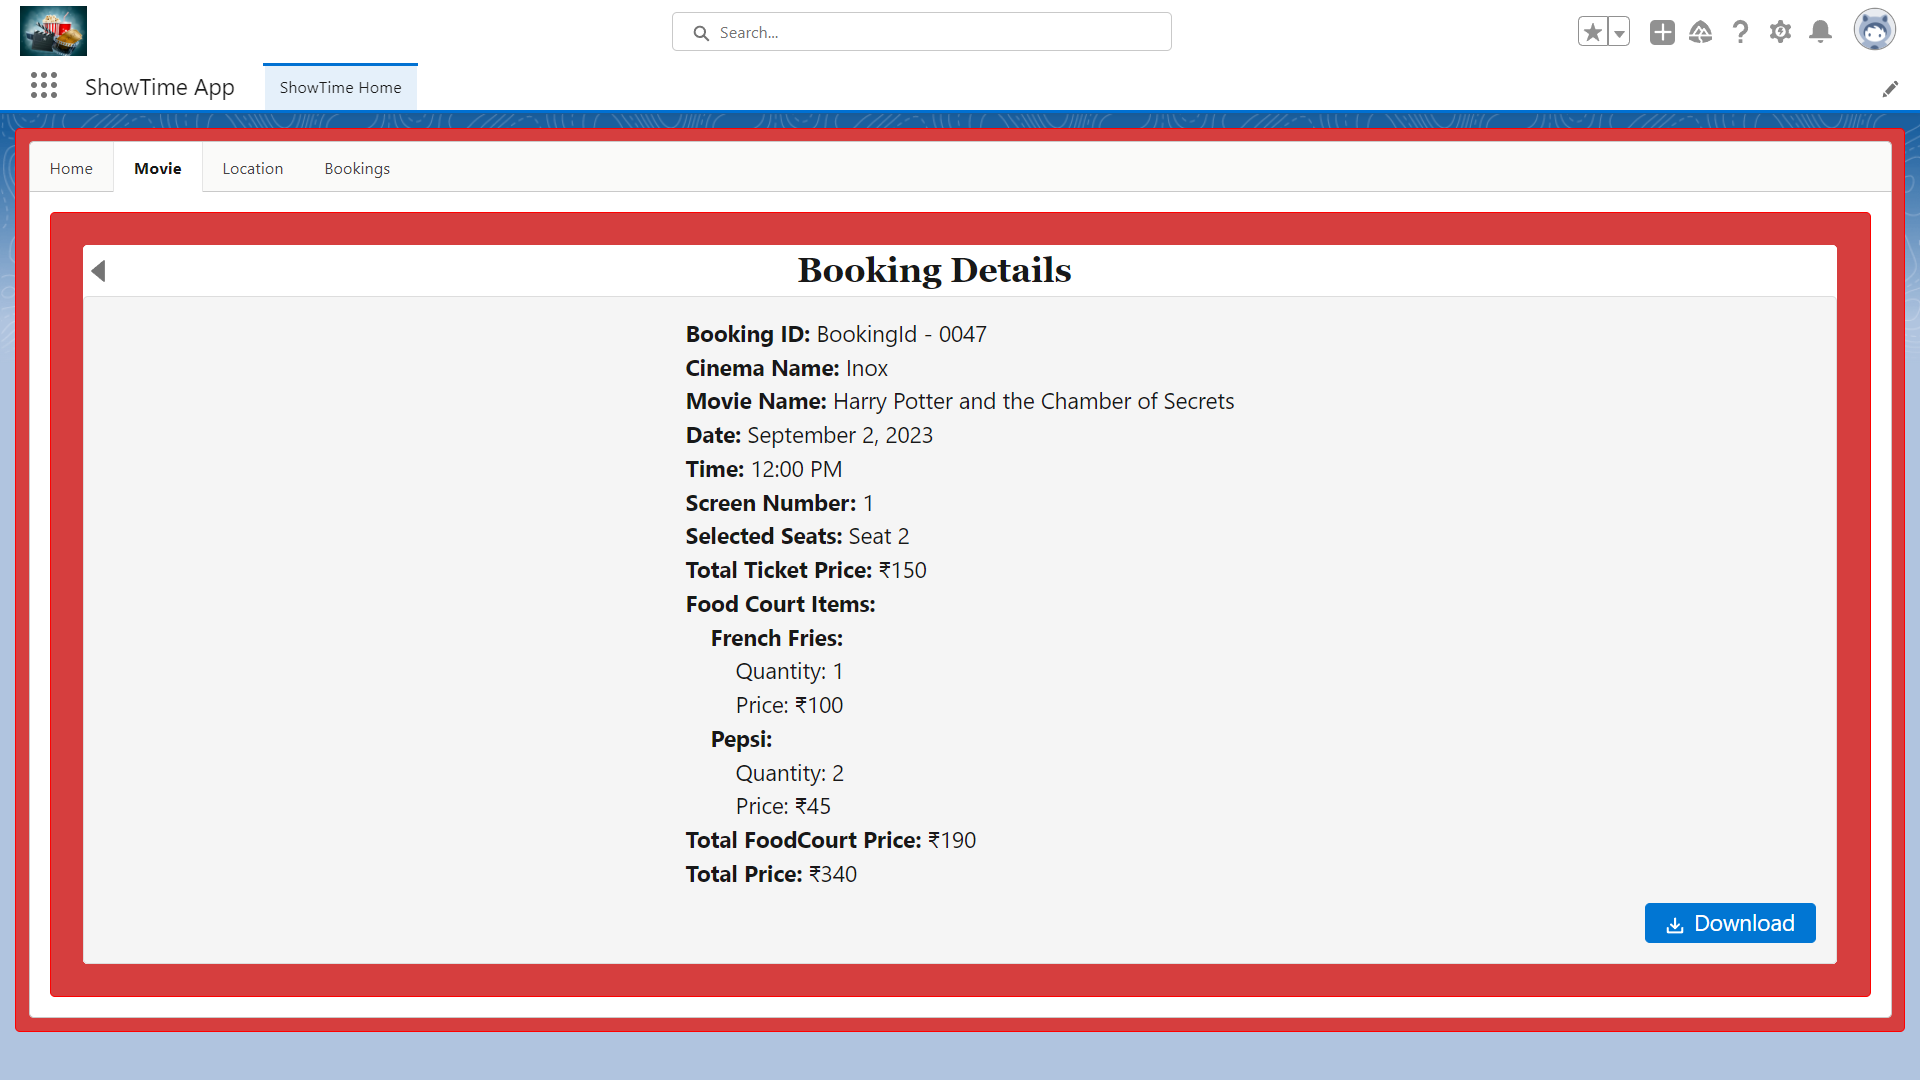 Search...
ShowTime App
ShowTime Home
Home
Movie
Location
Bookings
Booking Details
Booking ID: BookingId - 0047
Cinema Name: Inox
Movie Name: Harry Potter and the Chamber of Secrets
Date: September 2, 2023
Time: 12:00 PM
Screen Number: 1
Selected Seats: Seat 2
Total Ticket Price: ₹150
Food Court Items:
French Fries:
Quantity: 1
Price: ₹100
Pepsi:
Quantity: 2
Price: ₹45
Total FoodCourt Price: ₹190
Total Price: ₹340
Download